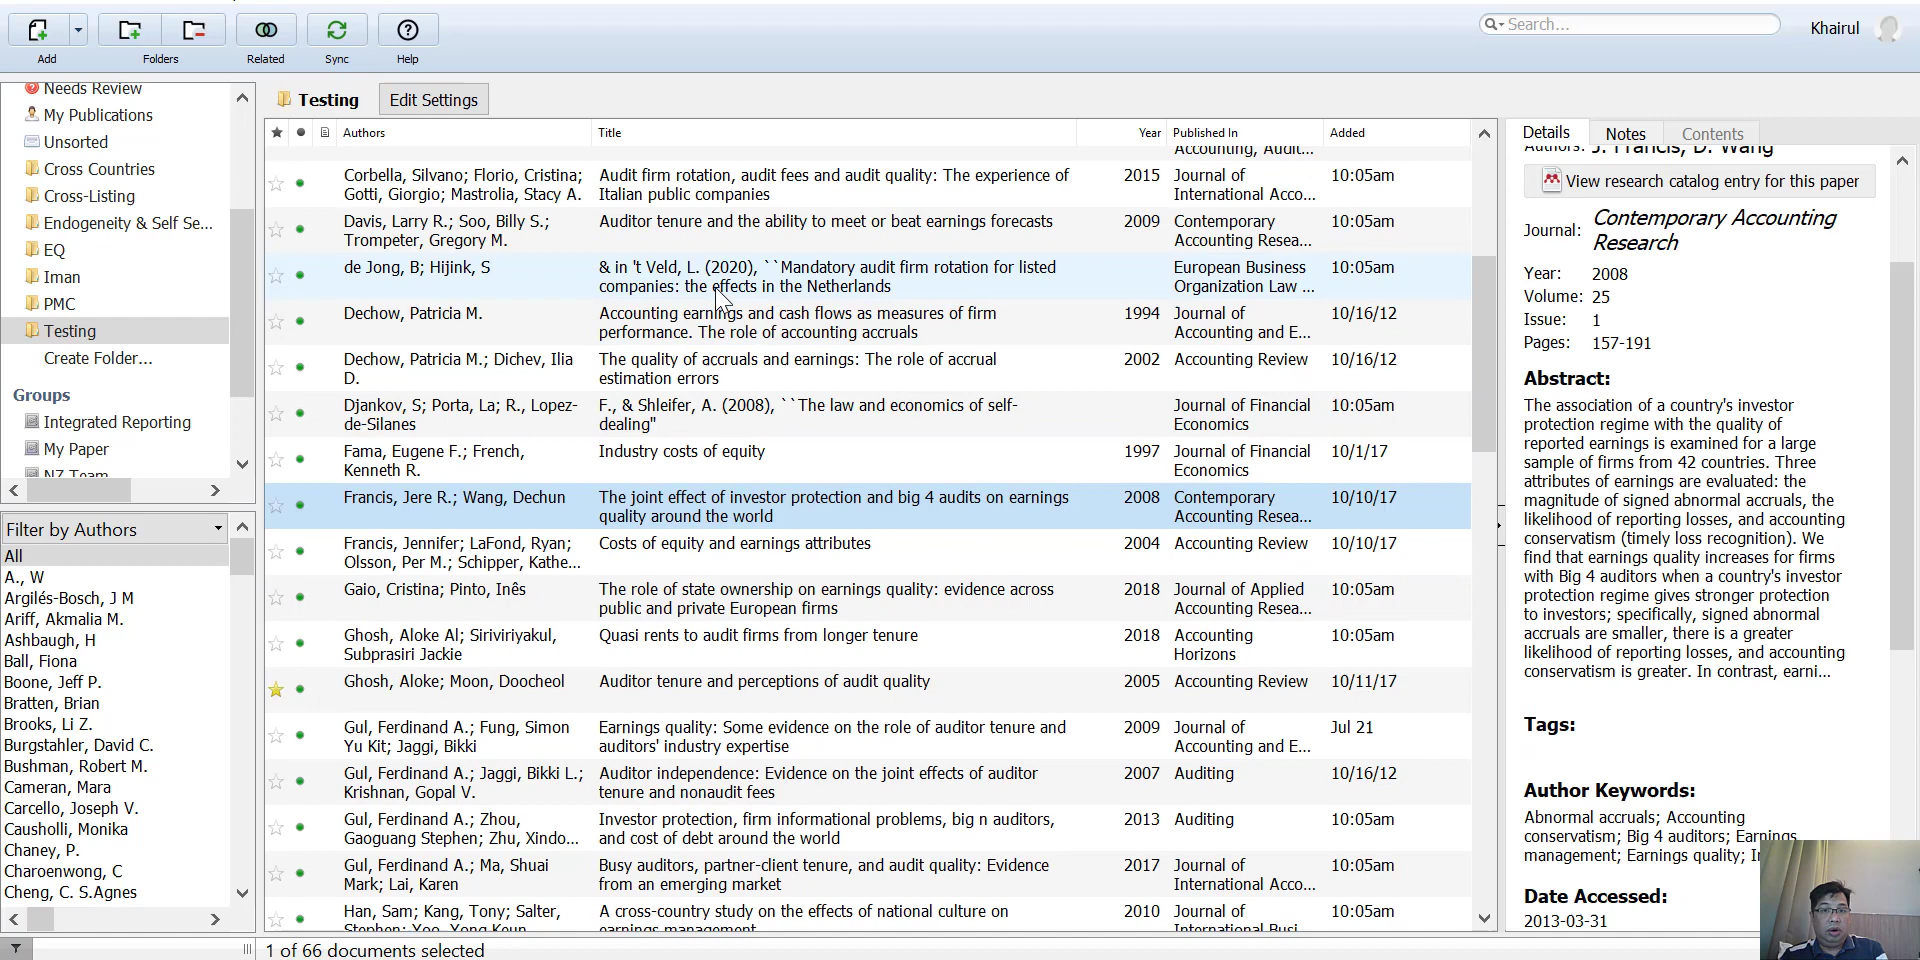 Add
Folders
Related
Sync
Help
Search...
Khairul
Needs Review
My Publications
Unsorted
Cross Countries
Cross-Listing
Endogeneity & Self Se...
EQ
Iman
PMC
Testing
Create Folder...
Groups
Integrated Reporting
My Paper
NZ Team
Filter by Authors
All
A., W
Argilés-Bosch, J M
Ariff, Akmalia M.
Ashbaugh, H
Ball, Fiona
Boone, Jeff P.
Bratten, Brian
Brooks, Li Z.
Burgstahler, David C.
Bushman, Robert M.
Cameran, Mara
Carcello, Joseph V.
Causholli, Monika
Chaney, P.
Charoenwong, C
Cheng, C. S.Agnes
Testing Edit Settings
Authors Title Year Published In Added
Accounting, Audit...
Corbella, Silvano; Florio, Cristina; Audit firm rotation, audit fees and audit quality: The experience of 2015 Journal of 10:05am
Gotti, Giorgio; Mastrolia, Stacy A. Italian public companies International Acco...
Davis, Larry R.; Soo, Billy S.; Auditor tenure and the ability to meet or beat earnings forecasts 2009 Contemporary 10:05am
Trompeter, Gregory M. Accounting Resea...
de Jong, B; Hijink, S & in 't Veld, L. (2020), ``Mandatory audit firm rotation for listed European Business 10:05am
companies: the effects in the Netherlands Organization Law ...
Dechow, Patricia M. Accounting earnings and cash flows as measures of firm 1994 Journal of 10/16/12
performance. The role of accounting accruals Accounting and E...
Dechow, Patricia M.; Dichev, Ilia The quality of accruals and earnings: The role of accrual 2002 Accounting Review 10/16/12
D. estimation errors
Djankov, S; Porta, La; R., Lopez- F., & Shleifer, A. (2008), ``The law and economics of self- Journal of Financial 10:05am
de-Silanes dealing" Economics
Fama, Eugene F.; French, Industry costs of equity 1997 Journal of Financial 10/1/17
Kenneth R. Economics
Francis, Jere R.; Wang, Dechun The joint effect of investor protection and big 4 audits on earnings 2008 Contemporary 10/10/17
quality around the world Accounting Resea...
Francis, Jennifer; LaFond, Ryan; Costs of equity and earnings attributes 2004 Accounting Review 10/10/17
Olsson, Per M.; Schipper, Kathe...
Gaio, Cristina; Pinto, Inês The role of state ownership on earnings quality: evidence across 2018 Journal of Applied 10:05am
public and private European firms Accounting Resea...
Ghosh, Aloke Al; Siriviriyakul, Quasi rents to audit firms from longer tenure 2018 Accounting 10:05am
Subprasiri Jackie Horizons
Ghosh, Aloke; Moon, Doocheol Auditor tenure and perceptions of audit quality 2005 Accounting Review 10/11/17
Gul, Ferdinand A.; Fung, Simon Earnings quality: Some evidence on the role of auditor tenure and 2009 Journal of Jul 21
Yu Kit; Jaggi, Bikki auditors' industry expertise Accounting and E...
Gul, Ferdinand A.; Jaggi, Bikki L.; Auditor independence: Evidence on the joint effects of auditor 2007 Auditing 10/16/12
Krishnan, Gopal V. tenure and nonaudit fees
Gul, Ferdinand A.; Zhou, Investor protection, firm informational problems, big n auditors, 2013 Auditing 10:05am
Gaoguang Stephen; Zhu, Xindo... and cost of debt around the world
Gul, Ferdinand A.; Ma, Shuai Busy auditors, partner-client tenure, and audit quality: Evidence 2017 Journal of 10:05am
Mark; Lai, Karen from an emerging market International Acco...
Han, Sam; Kang, Tony; Salter, A cross-country study on the effects of national culture on 2010 Journal of 10:05am
Stephen; Yoo, Yong Keun earnings management International Busi...
1 of 66 documents selected
Details Notes Contents
Authors: J. Francis, D. Wang
View research catalog entry for this paper
Journal: Contemporary Accounting
Research
Year: 2008
Volume: 25
Issue: 1
Pages: 157-191
Abstract:
The association of a country's investor
protection regime with the quality of
reported earnings is examined for a large
sample of firms from 42 countries. Three
attributes of earnings are evaluated: the
magnitude of signed abnormal accruals, the
likelihood of reporting losses, and accounting
conservatism (timely loss recognition). We
find that earnings quality increases for firms
with Big 4 auditors when a country's investor
protection regime gives stronger protection
to investors; specifically, signed abnormal
accruals are smaller, there is a greater
likelihood of reporting losses, and accounting
conservatism is greater. In contrast, earni...
Tags:
Author Keywords:
Abnormal accruals; Accounting
conservatism; Big 4 auditors; Earnings
management; Earnings quality;
Date Accessed:
2013-03-31